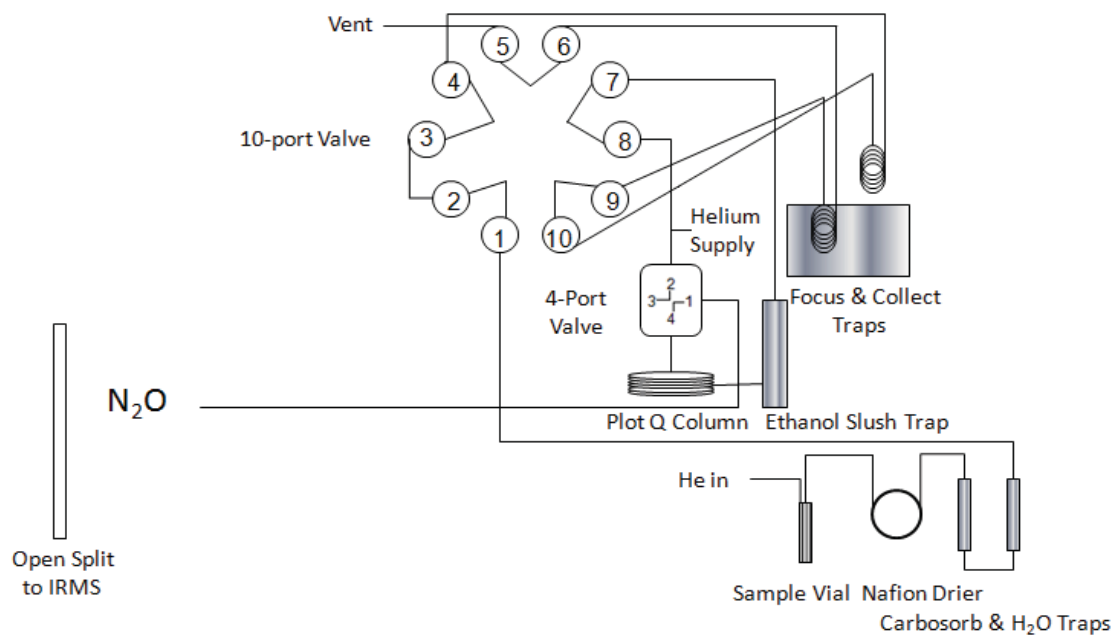 Vent
5
6
4
7
10-port Valve
3
8
2
9
1
10
Helium
Supply
4-Port
Valve
2
3
1
4
Focus & Collect
Traps
N₂O
Plot Q Column
Ethanol Slush Trap
He in
Open Split
to IRMS
Sample Vial
Nafion Drier
Carbosorb & H₂O Traps